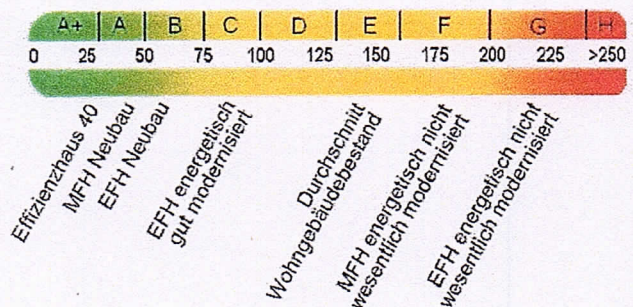 A+ A B C D E F G H
0 25 50 75 100 125 150 175 200 225 >250
Effizienzhaus 40
MFH Neubau
EFH Neubau
EFH energetisch
gut modernisiert
Durchschnitt
Wohngebäudebestand
MFH energetisch nicht
wesentlich modernisiert
EFH energetisch nicht
wesentlich modernisiert